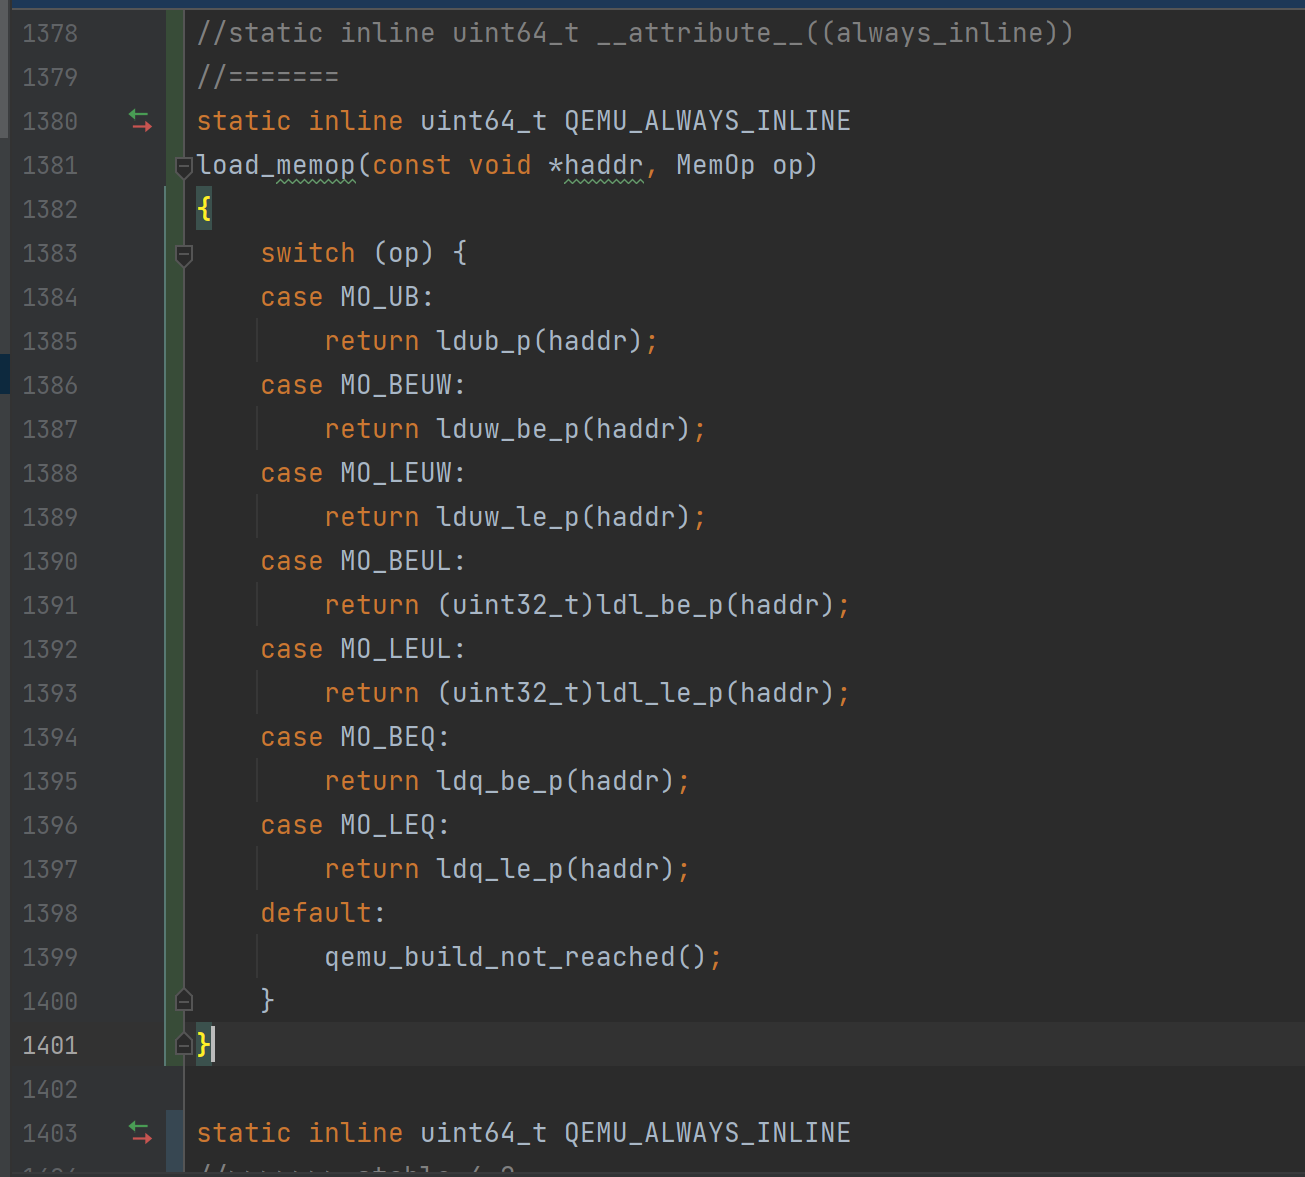 1378 //static inline uint64_t __attribute__((always_inline))
1379 //=======
1380 static inline uint64_t QEMU_ALWAYS_INLINE
1381 load_memop(const void *haddr, MemOp op)
1382 {
1383     switch (op) {
1384     case MO_UB:
1385         return ldub_p(haddr);
1386     case MO_BEUW:
1387         return lduw_be_p(haddr);
1388     case MO_LEUW:
1389         return lduw_le_p(haddr);
1390     case MO_BEUL:
1391         return (uint32_t)ldl_be_p(haddr);
1392     case MO_LEUL:
1393         return (uint32_t)ldl_le_p(haddr);
1394     case MO_BEQ:
1395         return ldq_be_p(haddr);
1396     case MO_LEQ:
1397         return ldq_le_p(haddr);
1398     default:
1399         qemu_build_not_reached();
1400     }
1401 }
1402
1403 static inline uint64_t QEMU_ALWAYS_INLINE